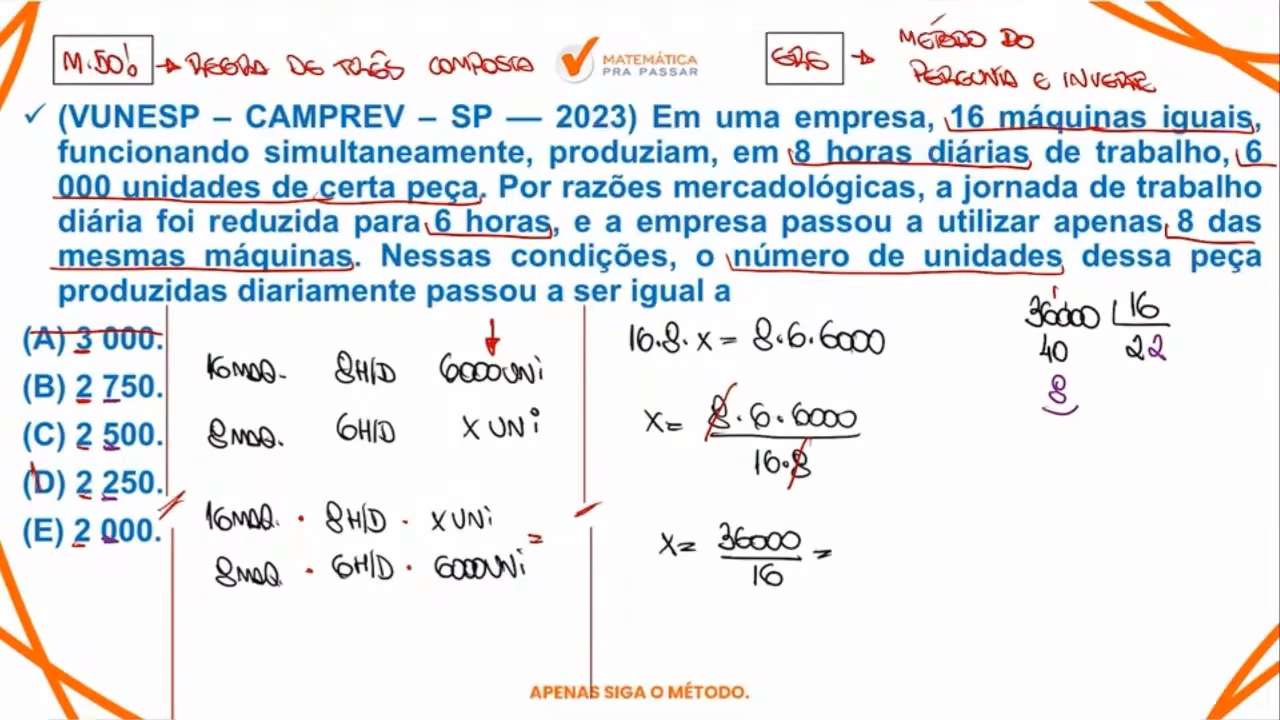 M.50% → REGRA DE TRÊS COMPOSTA
MATEMÁTICA
PRA PASSAR
GR6 → MÉTODO DO
PERGUNTA E INVERTE
✓ (VUNESP – CAMPREV – SP — 2023) Em uma empresa, 16 máquinas iguais,
funcionando simultaneamente, produziam, em 8 horas diárias de trabalho, 6
000 unidades de certa peça. Por razões mercadológicas, a jornada de trabalho
diária foi reduzida para 6 horas, e a empresa passou a utilizar apenas 8 das
mesmas máquinas. Nessas condições, o número de unidades dessa peça
produzidas diariamente passou a ser igual a
(A) 3 000.
(B) 2 750.
(C) 2 500.
(D) 2 250.
(E) 2 000.
16MAQ. 8H/D 6000UNI
8MAQ. 6H/D X UNI
16MAQ. · 8H/D · X UNI =
8MAQ. · 6H/D · 6000UNI
16.8.X = 8.6.6000
X = 8.6.6000
16.8
X = 36000 =
16
36000 16
40 22
8
APENAS SIGA O MÉTODO.